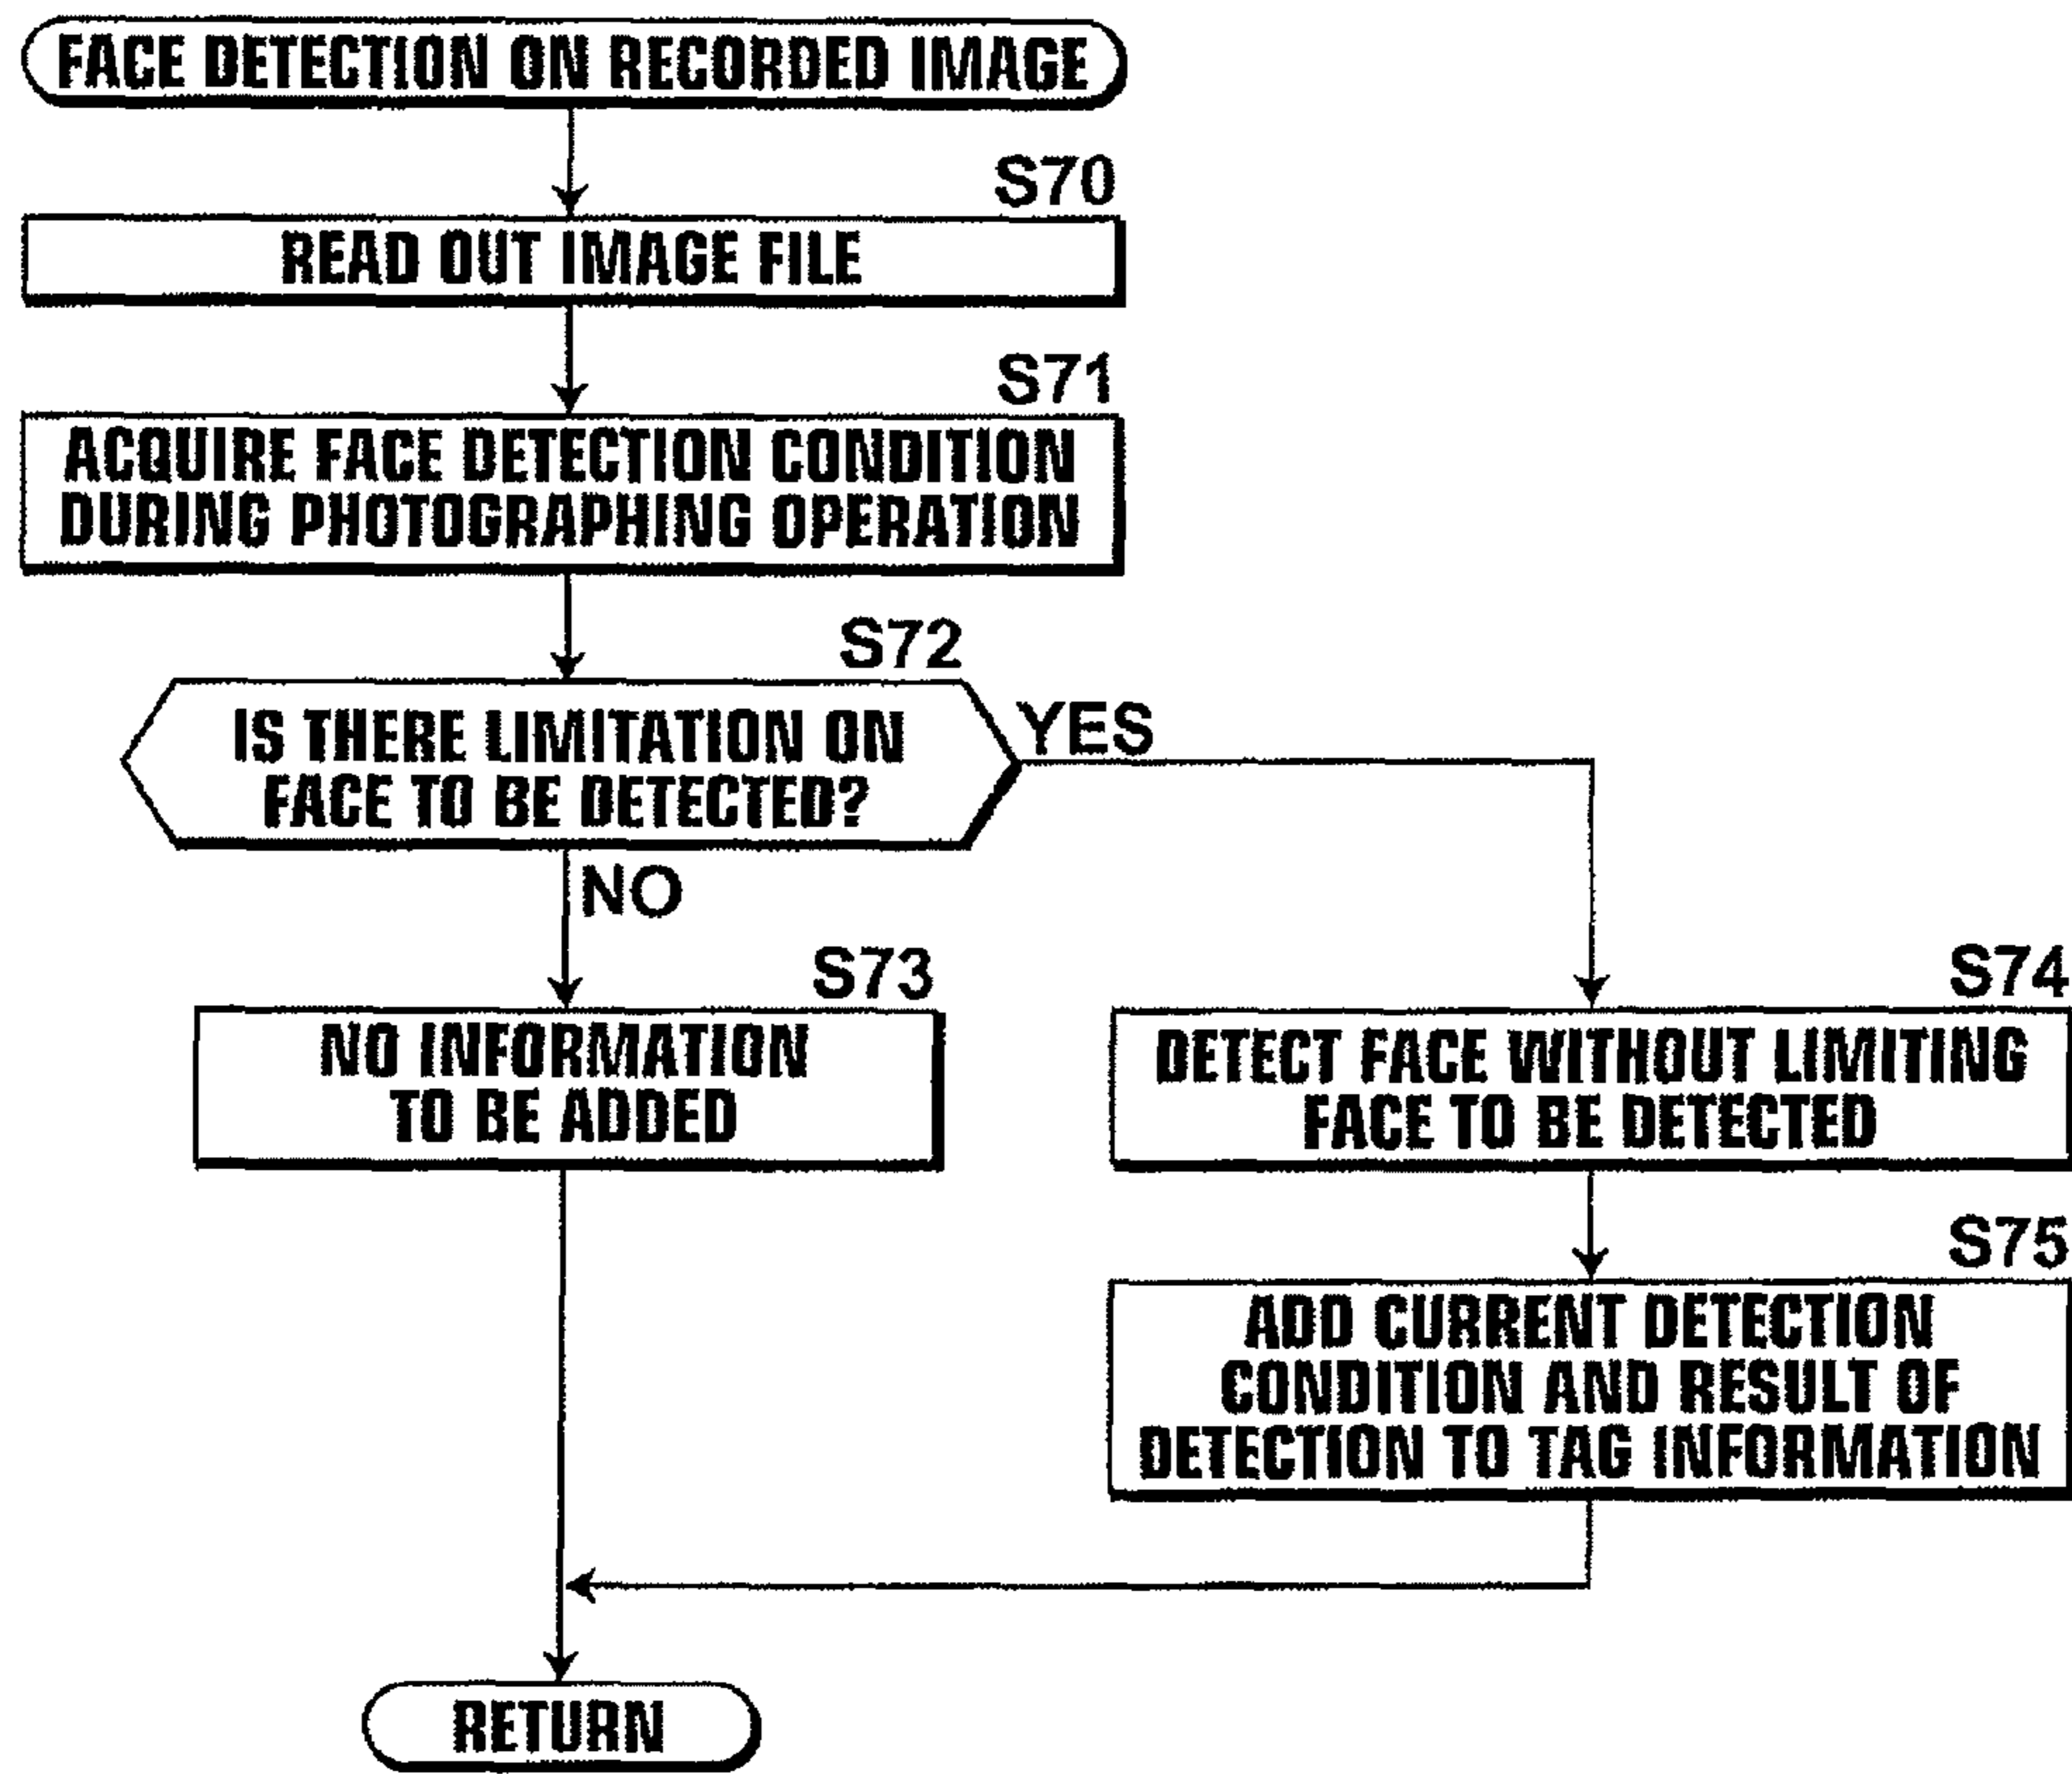 FACE DETECTION ON RECORDED IMAGE
S70
READ OUT IMAGE FILE
S71
ACQUIRE FACE DETECTION CONDITION
DURING PHOTOGRAPHING OPERATION
S72
IS THERE LIMITATION ON
FACE TO BE DETECTED?
YES
NO
S73
NO INFORMATION
TO BE ADDED
S74
DETECT FACE WITHOUT LIMITING
FACE TO BE DETECTED
S75
ADD CURRENT DETECTION
CONDITION AND RESULT OF
DETECTION TO TAG INFORMATION
RETURN